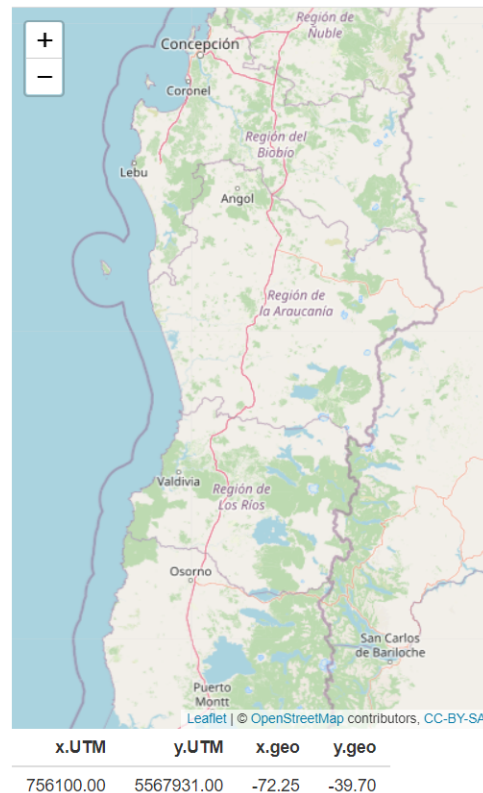 Región de
Ñuble
+
−
Concepción
Coronel
Región del
Biobío
Lebu
Angol
Región de
la Araucanía
Valdivia
Región de
Los Ríos
Osorno
San Carlos
de Bariloche
Puerto
Montt
Leaflet | © OpenStreetMap contributors, CC-BY-SA
x.UTM y.UTM x.geo y.geo
756100.00 5567931.00 -72.25 -39.70